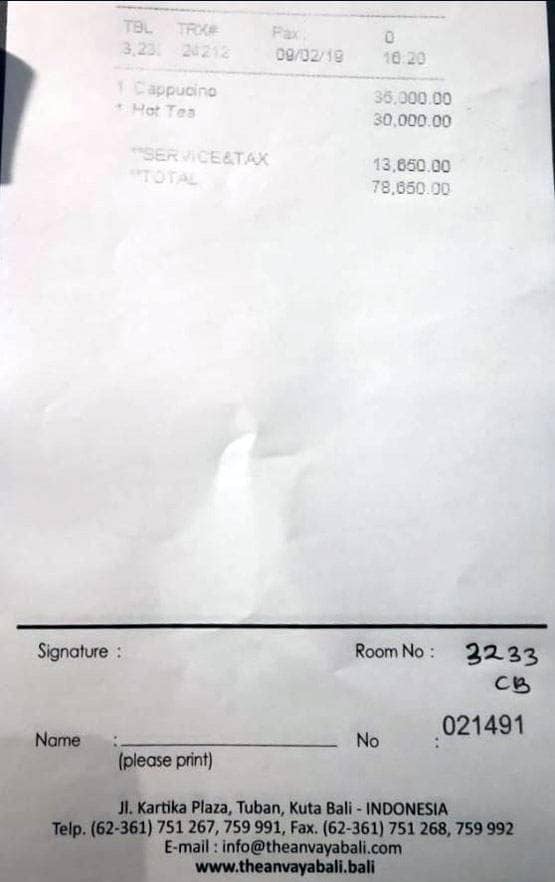 TBL TRX# Pax: 0
24212 09/02/19 16:20
1 Cappucino 35,000.00
* Hot Tea 30,000.00
**SERVICE&TAX 13,650.00
**TOTAL 78,650.00
Signature : Room No : 3233
CB
Name : No : 021491
(please print)
Jl. Kartika Plaza, Tuban, Kuta Bali - INDONESIA
Telp. (62-361) 751 267, 759 991, Fax. (62-361) 751 268, 759 992
E-mail : info@theanvayabali.com
www.theanvayabali.bali